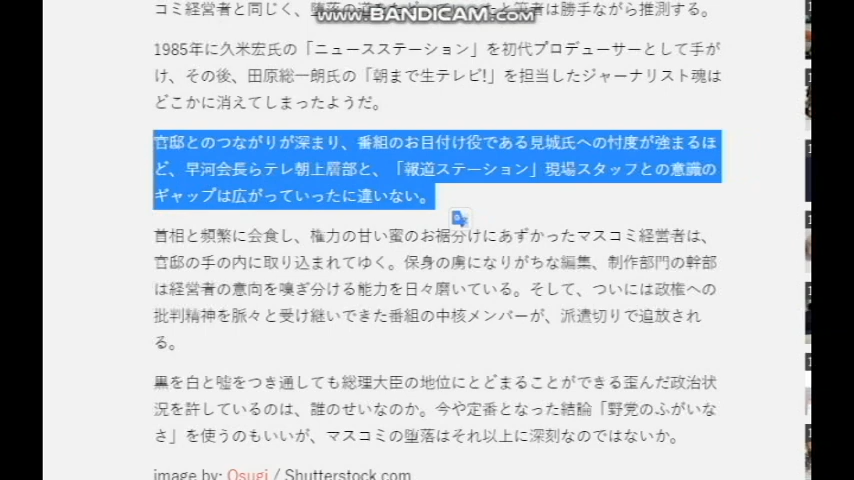 コミ経営者と同じく、堕落の道
と筆者は勝手ながら推測する。
www.BANDICAM.com
1985年に久米宏氏の「ニュースステーション」を初代プロデューサーとして手が
け、その後、田原総一朗氏の「朝まで生テレビ!」を担当したジャーナリスト魂は
どこかに消えてしまったようだ。
官邸とのつながりが深まり、番組のお目付け役である見城氏への忖度が強まるほ
ど、早河会長らテレ朝上層部と、「報道ステーション」現場スタッフとの意識の
ギャップは広がっていったに違いない。
首相と頻繁に会食し、権力の甘い蜜のお裾分けにあずかったマスコミ経営者は、
官邸の手の内に取り込まれてゆく。保身の虜になりがちな編集、制作部門の幹部
は経営者の意向を嗅ぎ分ける能力を日々磨いている。そして、ついには政権への
批判精神を脈々と受け継いできた番組の中核メンバーが、派遣切りで追放され
る。
黒を白と嘘をつき通しても総理大臣の地位にとどまることができる歪んだ政治状
況を許しているのは、誰のせいなのか。今や定番となった結論「野党のふがいな
さ」を使うのもいいが、マスコミの堕落はそれ以上に深刻なのではないか。
image by: Osugi / Shutterstock.com